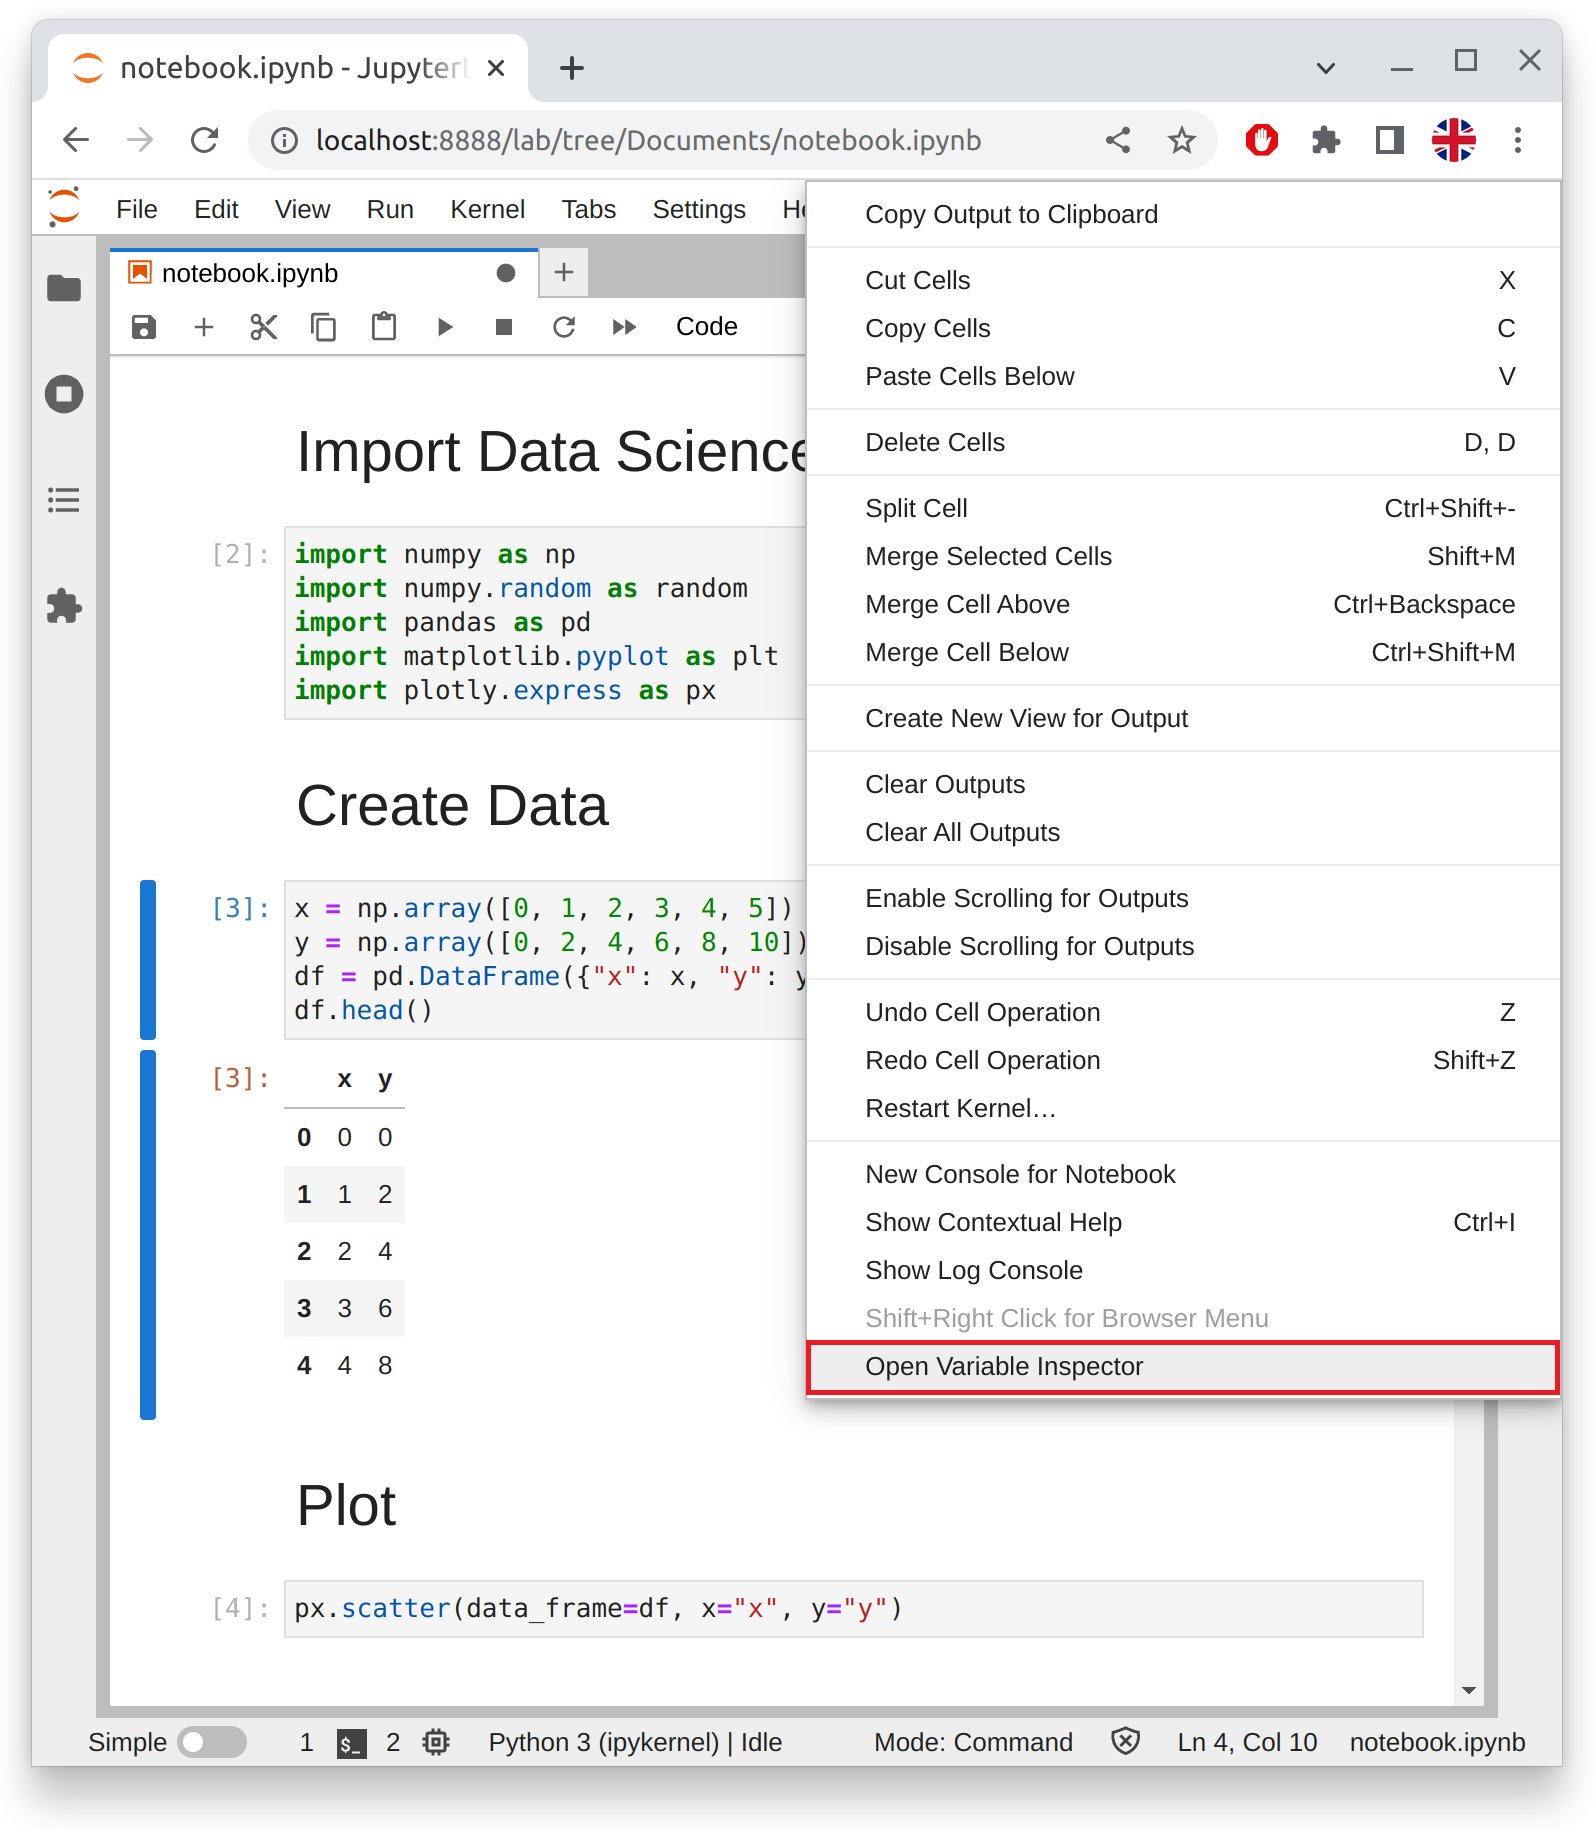 notebook.ipynb - JupyterL
localhost:8888/lab/tree/Documents/notebook.ipynb
File Edit View Run Kernel Tabs Settings He
notebook.ipynb
Code
Import Data Science
[2]:
import numpy as np
import numpy.random as random
import pandas as pd
import matplotlib.pyplot as plt
import plotly.express as px
Create Data
[3]:
x = np.array([0, 1, 2, 3, 4, 5])
y = np.array([0, 2, 4, 6, 8, 10])
df = pd.DataFrame({"x": x, "y": y
df.head()
[3]:
x y
0 0 0
1 1 2
2 2 4
3 3 6
4 4 8
Plot
[4]:
px.scatter(data_frame=df, x="x", y="y")
Copy Output to Clipboard
Cut Cells X
Copy Cells C
Paste Cells Below V
Delete Cells D, D
Split Cell Ctrl+Shift+-
Merge Selected Cells Shift+M
Merge Cell Above Ctrl+Backspace
Merge Cell Below Ctrl+Shift+M
Create New View for Output
Clear Outputs
Clear All Outputs
Enable Scrolling for Outputs
Disable Scrolling for Outputs
Undo Cell Operation Z
Redo Cell Operation Shift+Z
Restart Kernel…
New Console for Notebook
Show Contextual Help Ctrl+I
Show Log Console
Shift+Right Click for Browser Menu
Open Variable Inspector
Simple 1 $_ 2 Python 3 (ipykernel) | Idle Mode: Command Ln 4, Col 10 notebook.ipynb